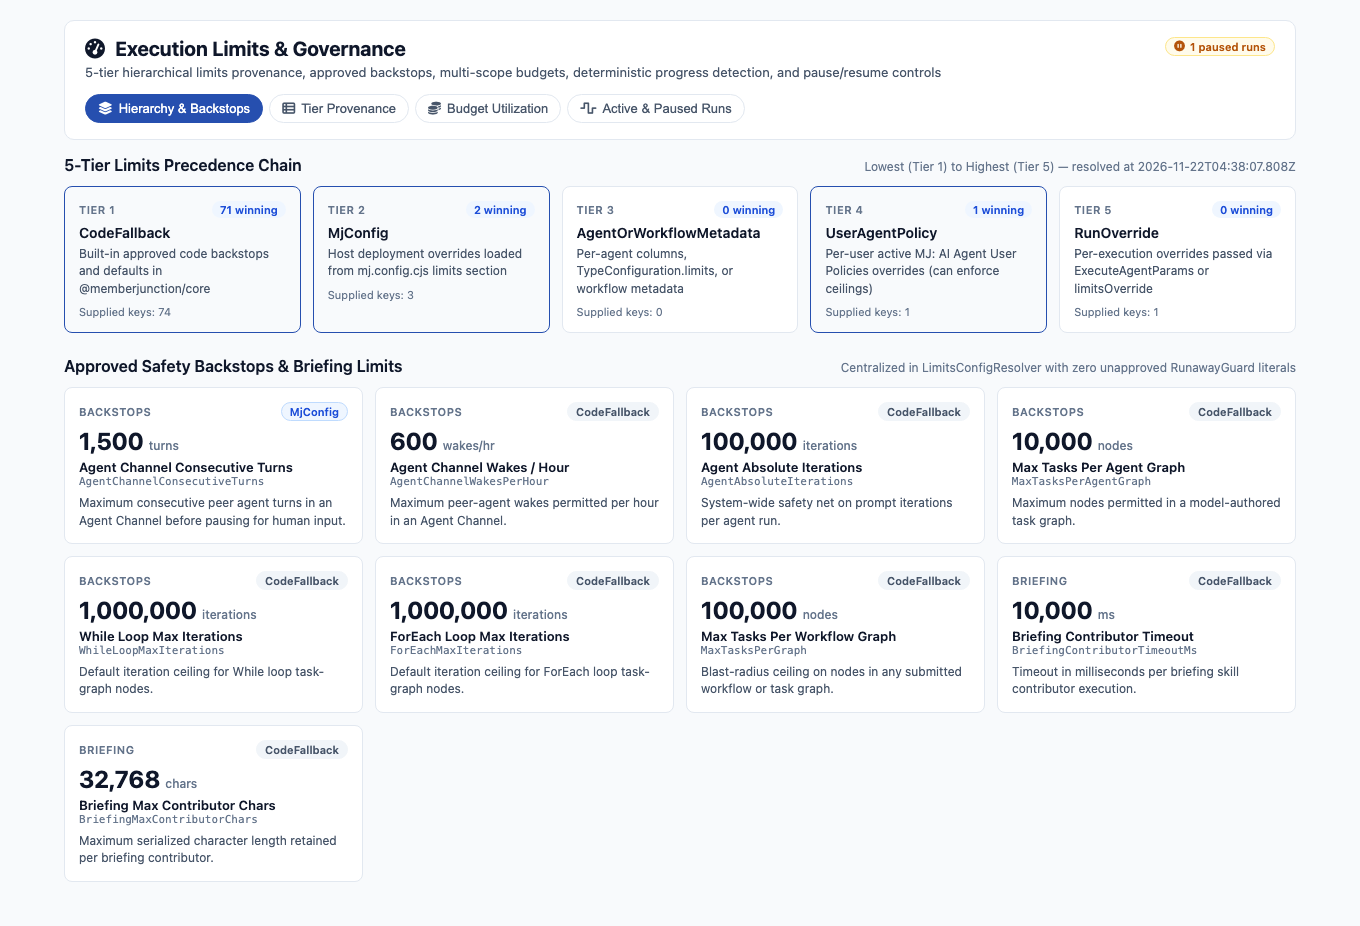 Execution Limits & Governance
1 paused runs
5-tier hierarchical limits provenance, approved backstops, multi-scope budgets, deterministic progress detection, and pause/resume controls
Hierarchy & Backstops
Tier Provenance
Budget Utilization
Active & Paused Runs
5-Tier Limits Precedence Chain
Lowest (Tier 1) to Highest (Tier 5) — resolved at 2026-11-22T04:38:07.808Z
TIER 1
71 winning
CodeFallback
Built-in approved code backstops
and defaults in
@memberjunction/core
Supplied keys: 74
TIER 2
2 winning
MjConfig
Host deployment overrides loaded
from mj.config.cjs limits section
Supplied keys: 3
TIER 3
0 winning
AgentOrWorkflowMetadata
Per-agent columns,
TypeConfiguration.limits, or
workflow metadata
Supplied keys: 0
TIER 4
1 winning
UserAgentPolicy
Per-user active MJ: AI Agent User
Policies overrides (can enforce
ceilings)
Supplied keys: 1
TIER 5
0 winning
RunOverride
Per-execution overrides passed via
ExecuteAgentParams or
limitsOverride
Supplied keys: 1
Approved Safety Backstops & Briefing Limits
Centralized in LimitsConfigResolver with zero unapproved RunawayGuard literals
BACKSTOPS
MjConfig
1,500 turns
Agent Channel Consecutive Turns
AgentChannelConsecutiveTurns
Maximum consecutive peer agent turns in an
Agent Channel before pausing for human input.
BACKSTOPS
CodeFallback
600 wakes/hr
Agent Channel Wakes / Hour
AgentChannelWakesPerHour
Maximum peer-agent wakes permitted per hour
in an Agent Channel.
BACKSTOPS
CodeFallback
100,000 iterations
Agent Absolute Iterations
AgentAbsoluteIterations
System-wide safety net on prompt iterations
per agent run.
BACKSTOPS
CodeFallback
10,000 nodes
Max Tasks Per Agent Graph
MaxTasksPerAgentGraph
Maximum nodes permitted in a model-authored
task graph.
BACKSTOPS
CodeFallback
1,000,000 iterations
While Loop Max Iterations
WhileLoopMaxIterations
Default iteration ceiling for While loop task-
graph nodes.
BACKSTOPS
CodeFallback
1,000,000 iterations
ForEach Loop Max Iterations
ForEachMaxIterations
Default iteration ceiling for ForEach loop task-
graph nodes.
BACKSTOPS
CodeFallback
100,000 nodes
Max Tasks Per Workflow Graph
MaxTasksPerGraph
Blast-radius ceiling on nodes in any submitted
workflow or task graph.
BRIEFING
CodeFallback
10,000 ms
Briefing Contributor Timeout
BriefingContributorTimeoutMs
Timeout in milliseconds per briefing skill
contributor execution.
BRIEFING
CodeFallback
32,768 chars
Briefing Max Contributor Chars
BriefingMaxContributorChars
Maximum serialized character length retained
per briefing contributor.